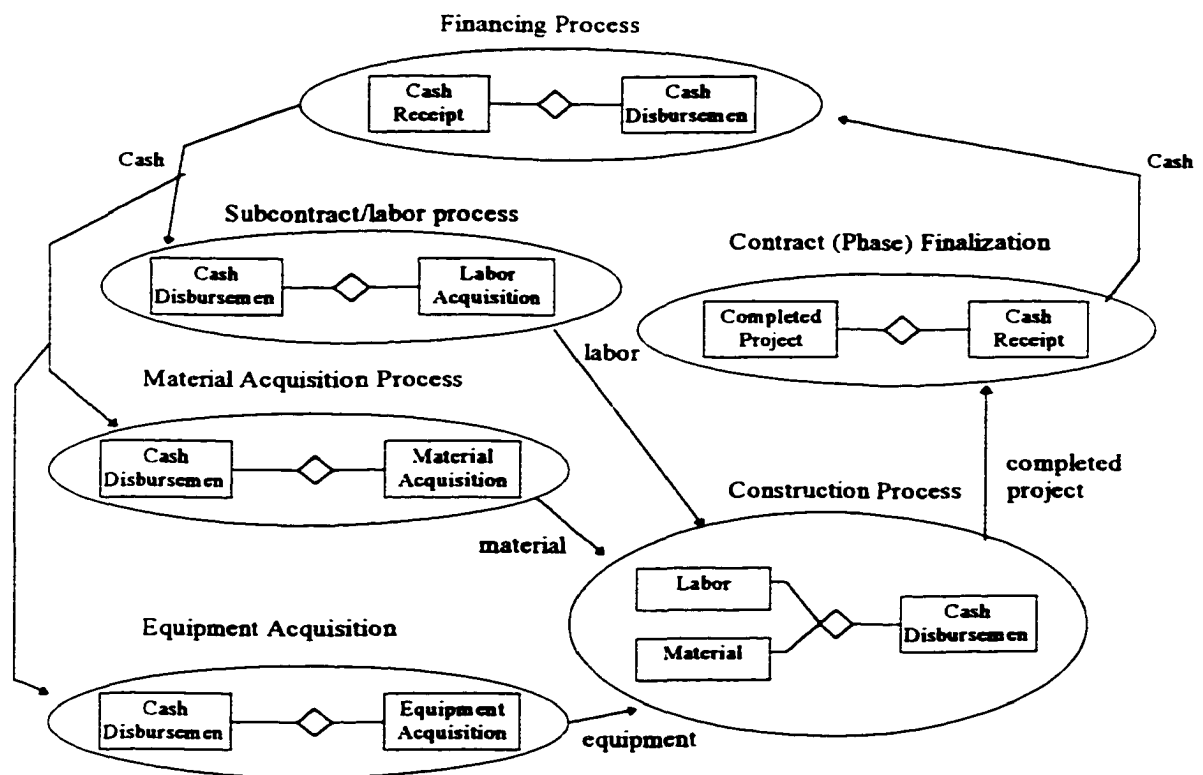 Financing Process
Cash
Receipt
Cash
Disbursemen
Cash
Cash
Subcontract/labor process
Cash
Disbursemen
Labor
Acquisition
Contract (Phase) Finalization
Completed
Project
Cash
Receipt
labor
Material Acquisition Process
Cash
Disbursemen
Material
Acquisition
material
completed
project
Construction Process
Labor
Material
Cash
Disbursemen
Equipment Acquisition
Cash
Disbursemen
Equipment
Acquisition
equipment